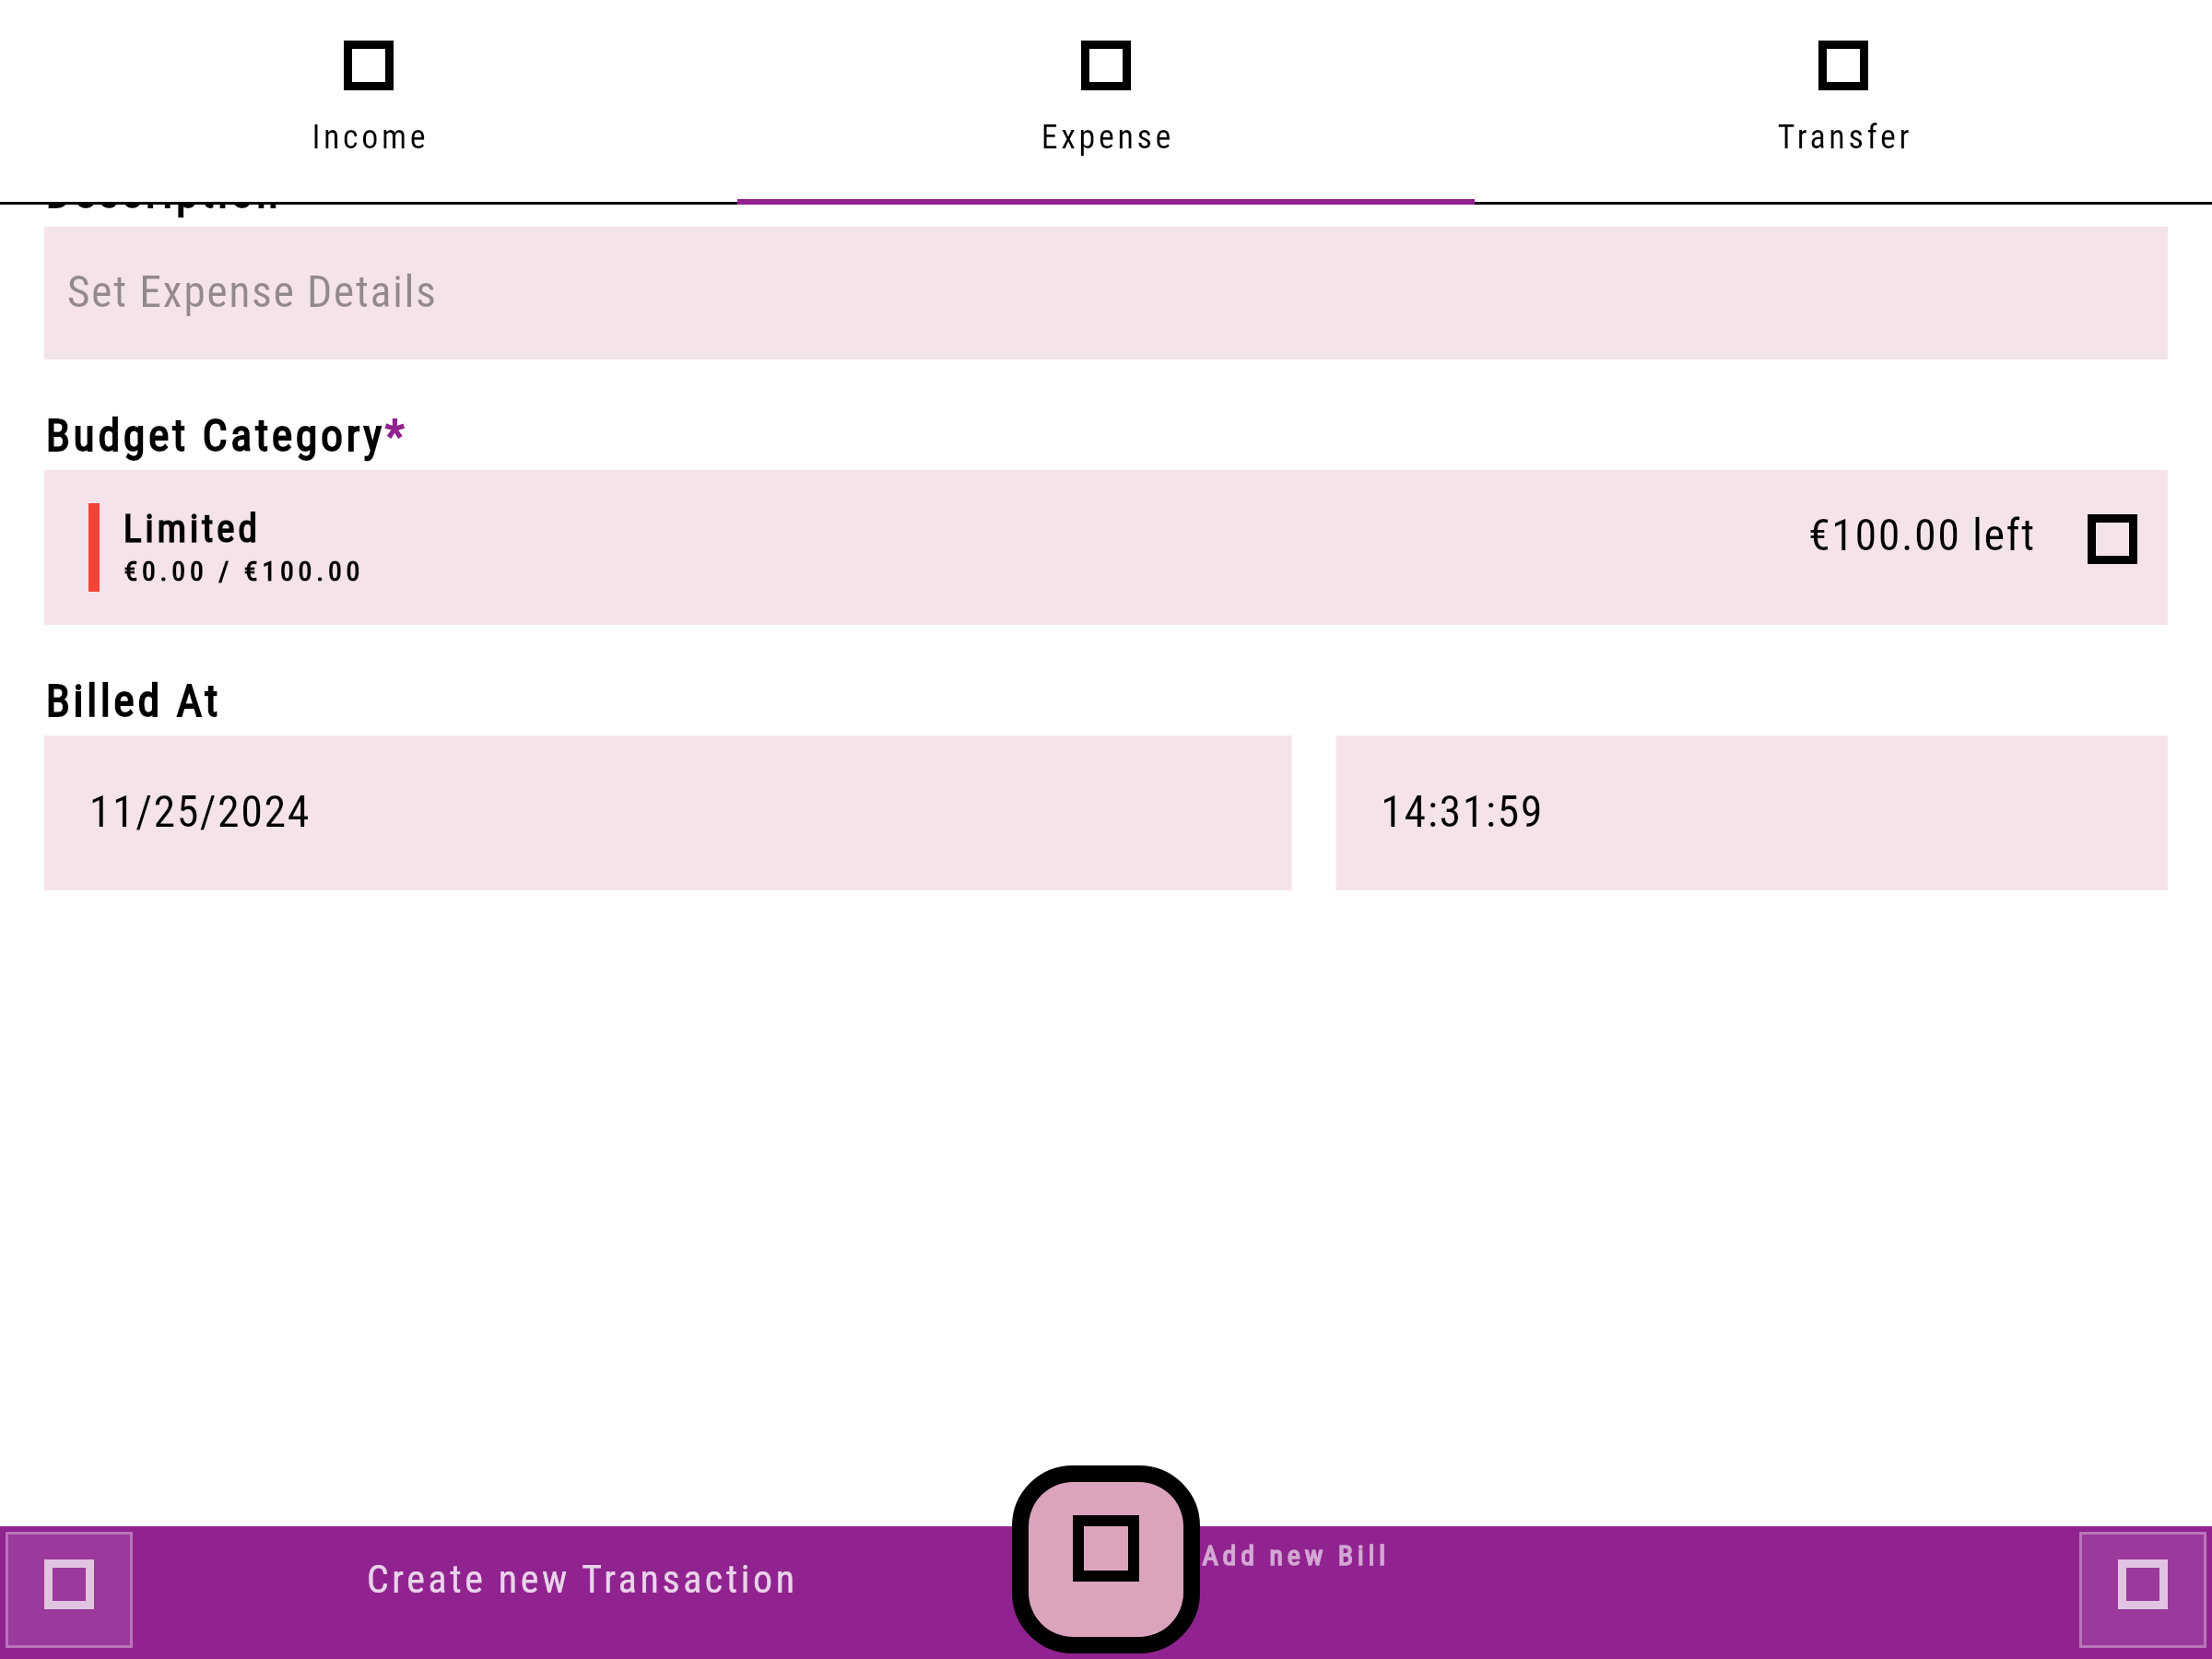 Income
Expense
Transfer
Set Expense Details
Budget Category*
Limited
€0.00 / €100.00
€100.00 left
Billed At
11/25/2024
14:31:59
Create new Transaction
Add new Bill